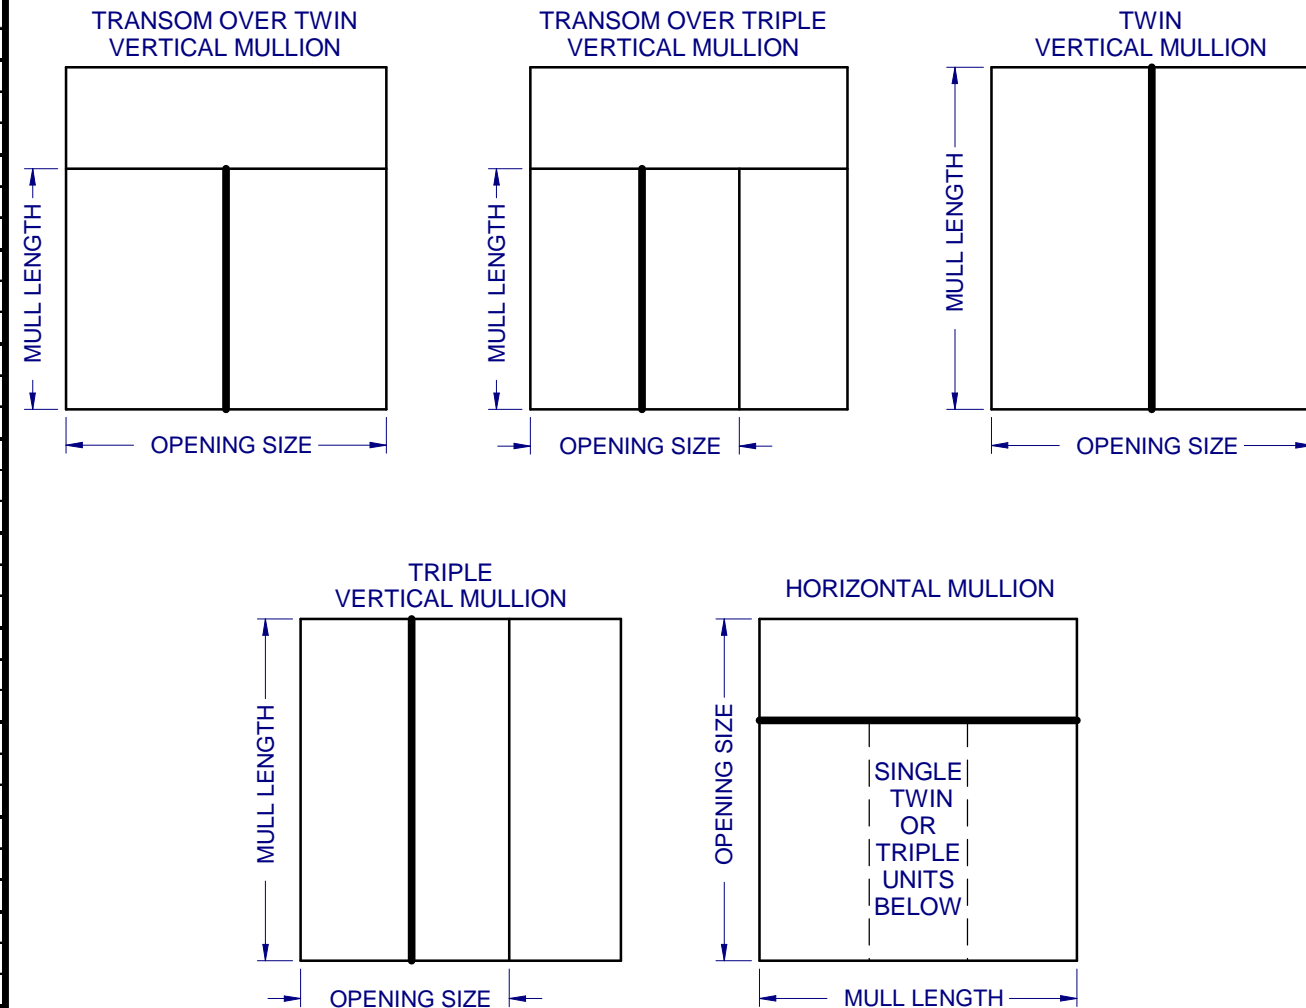 TRANSOM OVER TWIN
VERTICAL MULLION
TRANSOM OVER TRIPLE
VERTICAL MULLION
TWIN
VERTICAL MULLION
MULL LENGTH
MULL LENGTH
MULL LENGTH
OPENING SIZE
OPENING SIZE
OPENING SIZE
TRIPLE
VERTICAL MULLION
HORIZONTAL MULLION
MULL LENGTH
OPENING SIZE
SINGLE
TWIN
OR
TRIPLE
UNITS
BELOW
OPENING SIZE
MULL LENGTH